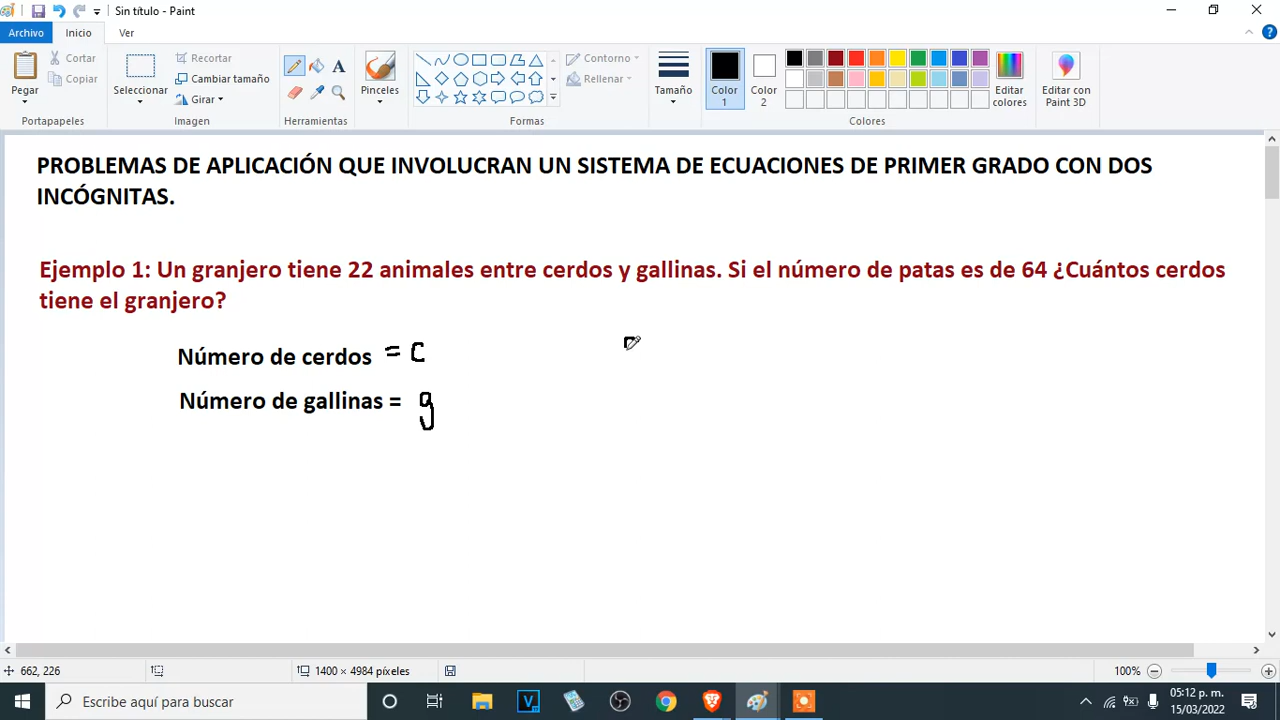 Sin título - Paint
Archivo Inicio Ver
Pegar Seleccionar Recortar Cambiar tamaño Girar Pinceles Contorno Rellenar Tamaño Color 1 Color 2 Editar colores Editar con Paint 3D
Cortar
Copiar
Portapapeles Imagen Herramientas Formas Colores
PROBLEMAS DE APLICACIÓN QUE INVOLUCRAN UN SISTEMA DE ECUACIONES DE PRIMER GRADO CON DOS
INCÓGNITAS.
Ejemplo 1: Un granjero tiene 22 animales entre cerdos y gallinas. Si el número de patas es de 64 ¿Cuántos cerdos
tiene el granjero?
Número de cerdos = c
Número de gallinas = g
662, 226 1400 × 4984 píxeles 100%
Escribe aquí para buscar
05:12 p. m.
15/03/2022